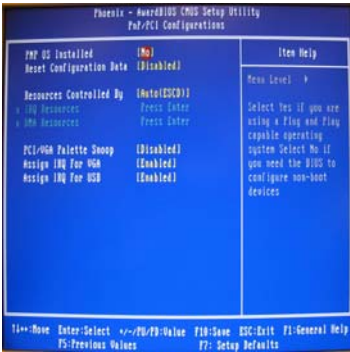 Phoenix - AwardBIOS CMOS Setup Utility
PnP/PCI Configurations
PNP OS Installed [No]
Reset Configuration Data [Disabled]
Resources Controlled By [Auto(ESCD)]
x IRQ Resources Press Enter
x DMA Resources Press Enter
PCI/VGA Palette Snoop [Disabled]
Assign IRQ For VGA [Enabled]
Assign IRQ For USB [Enabled]
Item Help
Menu Level ▸
Select Yes if you are
using a Plug and Play
capable operating
system Select No if
you need the BIOS to
configure non-boot
devices
↑↓→←:Move Enter:Select +/-/PU/PD:Value F10:Save ESC:Exit F1:General Help
F5:Previous Values F7: Setup Defaults